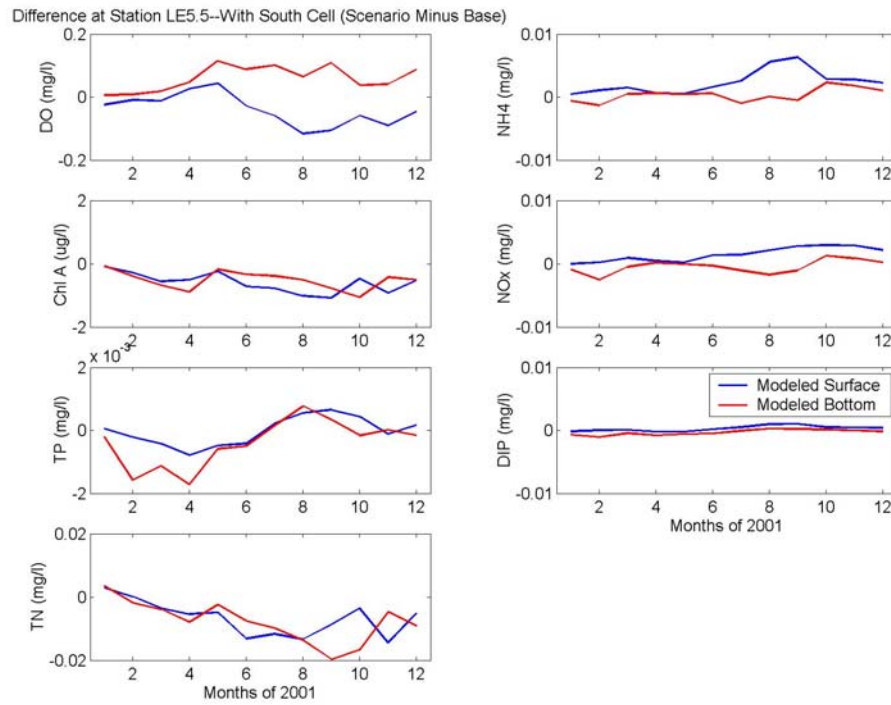 Difference at Station LE5.5--With South Cell (Scenario Minus Base)
0.2
0
-0.2
DO (mg/l)
2 4 6 8 10 12
0.01
0
-0.01
NH4 (mg/l)
2 4 6 8 10 12
2
0
-2
Chl A (ug/l)
2 4 6 8 10 12
0.01
0
-0.01
NOx (mg/l)
2 4 6 8 10 12
x 10-3
2
0
-2
TP (mg/l)
2 4 6 8 10 12
0.01
0
-0.01
DIP (mg/l)
Modeled Surface
Modeled Bottom
2 4 6 8 10 12
Months of 2001
0.02
0
-0.02
TN (mg/l)
2 4 6 8 10 12
Months of 2001